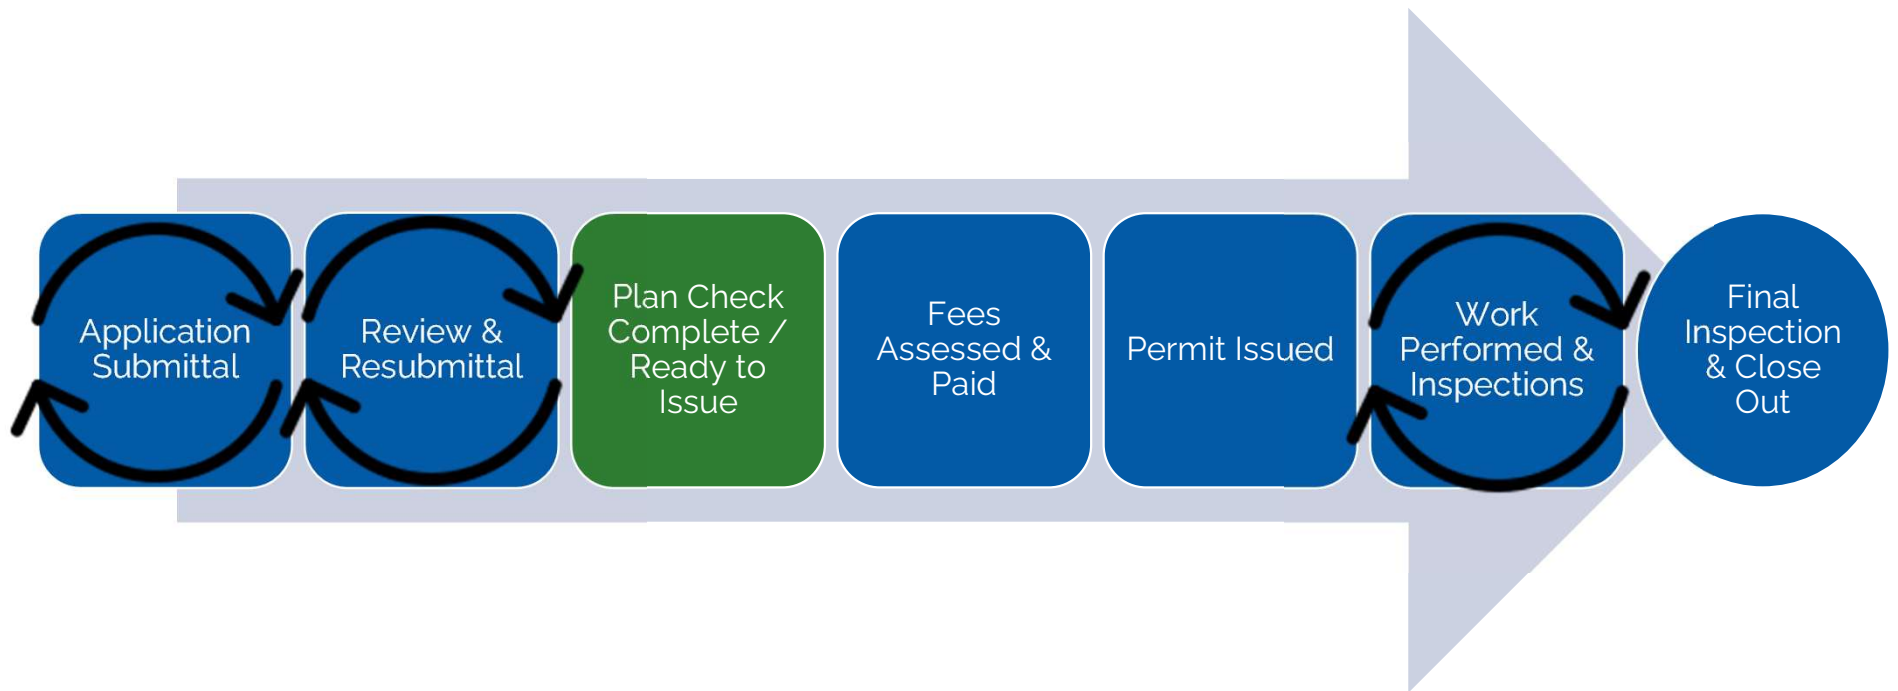 Application
Submittal
Review &
Resubmittal
Plan Check
Complete /
Ready to
Issue
Fees
Assessed &
Paid
Permit Issued
Work
Performed &
Inspections
Final
Inspection
& Close
Out